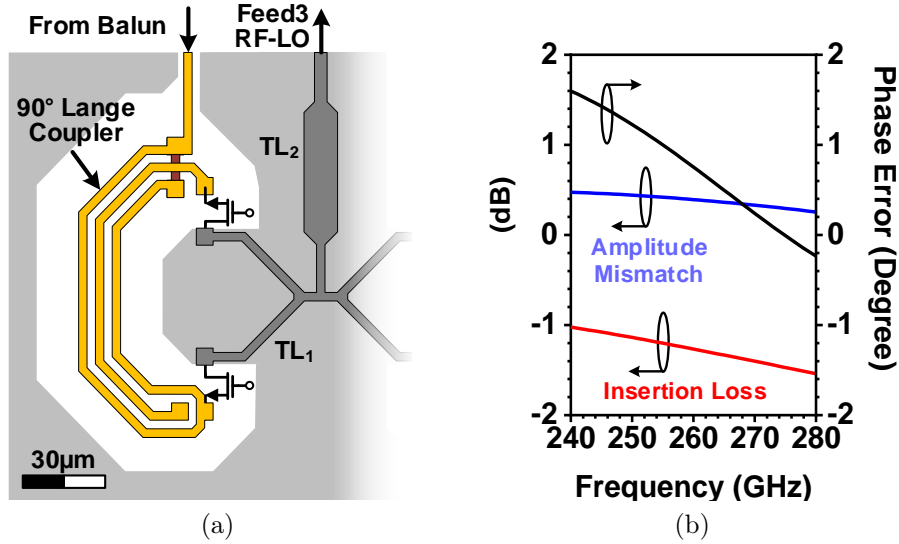 From Balun
Feed3
RF-LO
90° Lange
Coupler
TL2
TL1
30µm
(a)
2
1
0
-1
-2
(dB)
2
1
0
-1
-2
Phase Error (Degree)
Amplitude
Mismatch
Insertion Loss
240 250 260 270 280
Frequency (GHz)
(b)